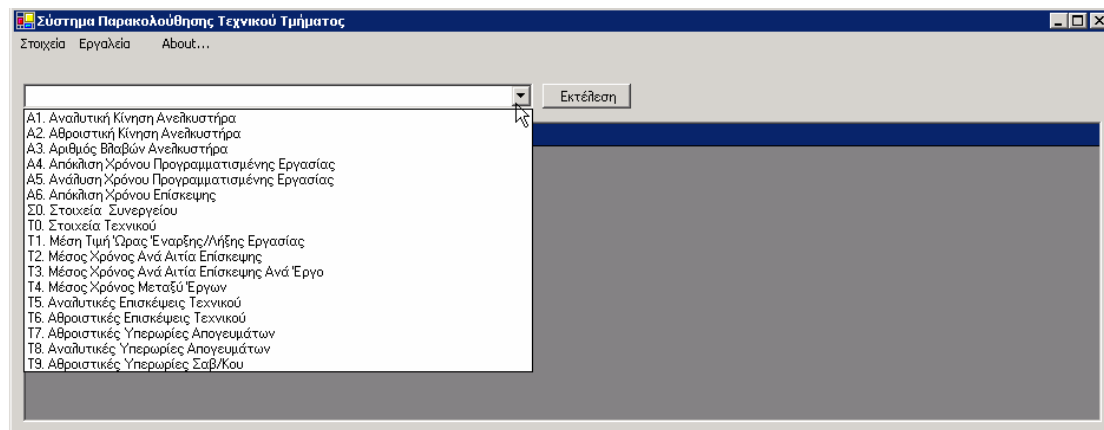 Σύστημα Παρακολούθησης Τεχνικού Τμήματος
Στοιχεία Εργαλεία About...
Εκτέλεση
Α1. Αναλυτική Κίνηση Ανελκυστήρα
Α2. Αθροιστική Κίνηση Ανελκυστήρα
Α3. Αριθμός Βλαβών Ανελκυστήρα
Α4. Απόκλιση Χρόνου Προγραμματισμένης Εργασίας
Α5. Ανάλυση Χρόνου Προγραμματισμένης Εργασίας
Α6. Απόκλιση Χρόνου Επίσκεψης
Σ0. Στοιχεία Συνεργείου
Τ0. Στοιχεία Τεχνικού
Τ1. Μέση Τιμή Ώρας Έναρξης/Λήξης Εργασίας
Τ2. Μέσος Χρόνος Ανά Αιτία Επίσκεψης
Τ3. Μέσος Χρόνος Ανά Αιτία Επίσκεψης Ανά Έργο
Τ4. Μέσος Χρόνος Μεταξύ Έργων
Τ5. Αναλυτικές Επισκέψεις Τεχνικού
Τ6. Αθροιστικές Επισκέψεις Τεχνικού
Τ7. Αθροιστικές Υπερωρίες Απογευμάτων
Τ8. Αναλυτικές Υπερωρίες Απογευμάτων
Τ9. Αθροιστικές Υπερωρίες Σαβ/Κου